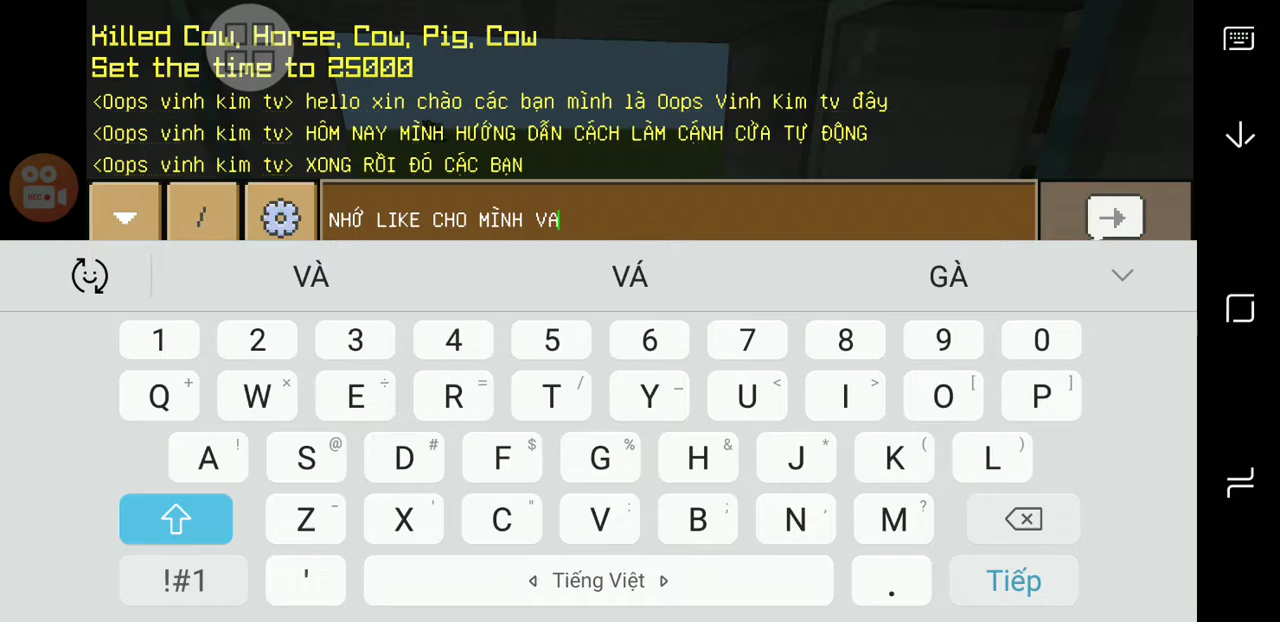 Killed Cow, Horse, Cow, Pig, Cow
Set the time to 25000
<Oops vinh kim tv> hello xin chào các bạn mình là Oops Vinh Kim tv đây
<Oops vinh kim tv> HÔM NAY MÌNH HƯỚNG DẪN CÁCH LÀM CÁNH CỬA TỰ ĐỘNG
<Oops vinh kim tv> XONG RỒI ĐÓ CÁC BẠN
REC
/
NHỚ LIKE CHO MÌNH VA
VÀ VÁ GÀ
1 2 3 4 5 6 7 8 9 0
Q + W × E ÷ R = T / Y _ U < I > O [ P ]
A ! S @ D # F $ G % H & J * K ( L )
Z - X ' C " V : B ; N , M ?
!#1 ' Tiếng Việt . Tiếp